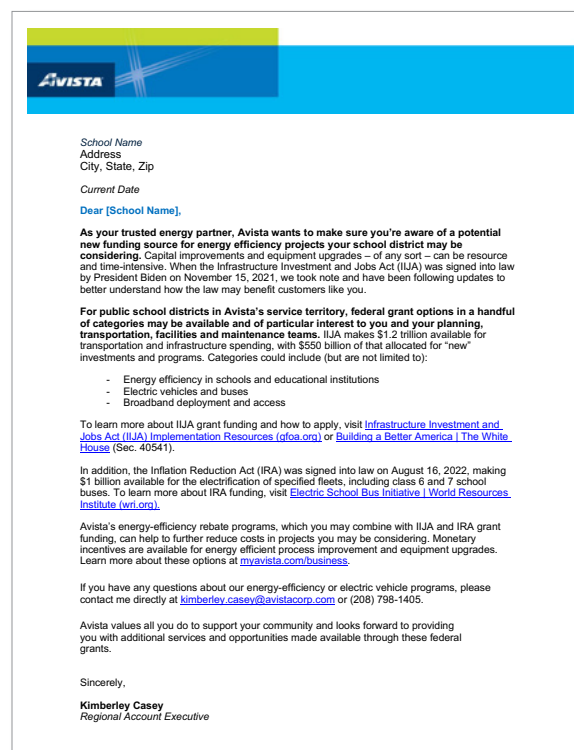 AVISTA
School Name
Address
City, State, Zip
Current Date
Dear [School Name],
As your trusted energy partner, Avista wants to make sure you're aware of a potential
new funding source for energy efficiency projects your school district may be
considering. Capital improvements and equipment upgrades – of any sort – can be resource
and time-intensive. When the Infrastructure Investment and Jobs Act (IIJA) was signed into law
by President Biden on November 15, 2021, we took note and have been following updates to
better understand how the law may benefit customers like you.
For public school districts in Avista's service territory, federal grant options in a handful
of categories may be available and of particular interest to you and your planning,
transportation, facilities and maintenance teams. IIJA makes $1.2 trillion available for
transportation and infrastructure spending, with $550 billion of that allocated for “new”
investments and programs. Categories could include (but are not limited to):
- Energy efficiency in schools and educational institutions
- Electric vehicles and buses
- Broadband deployment and access
To learn more about IIJA grant funding and how to apply, visit Infrastructure Investment and
Jobs Act (IIJA) Implementation Resources (gfoa.org) or Building a Better America | The White
House (Sec. 40541).
In addition, the Inflation Reduction Act (IRA) was signed into law on August 16, 2022, making
$1 billion available for the electrification of specified fleets, including class 6 and 7 school
buses. To learn more about IRA funding, visit Electric School Bus Initiative | World Resources
Institute (wri.org).
Avista's energy-efficiency rebate programs, which you may combine with IIJA and IRA grant
funding, can help to further reduce costs in projects you may be considering. Monetary
incentives are available for energy efficient process improvement and equipment upgrades.
Learn more about these options at myavista.com/business.
If you have any questions about our energy-efficiency or electric vehicle programs, please
contact me directly at kimberley.casey@avistacorp.com or (208) 798-1405.
Avista values all you do to support your community and looks forward to providing
you with additional services and opportunities made available through these federal
grants.
Sincerely,
Kimberley Casey
Regional Account Executive